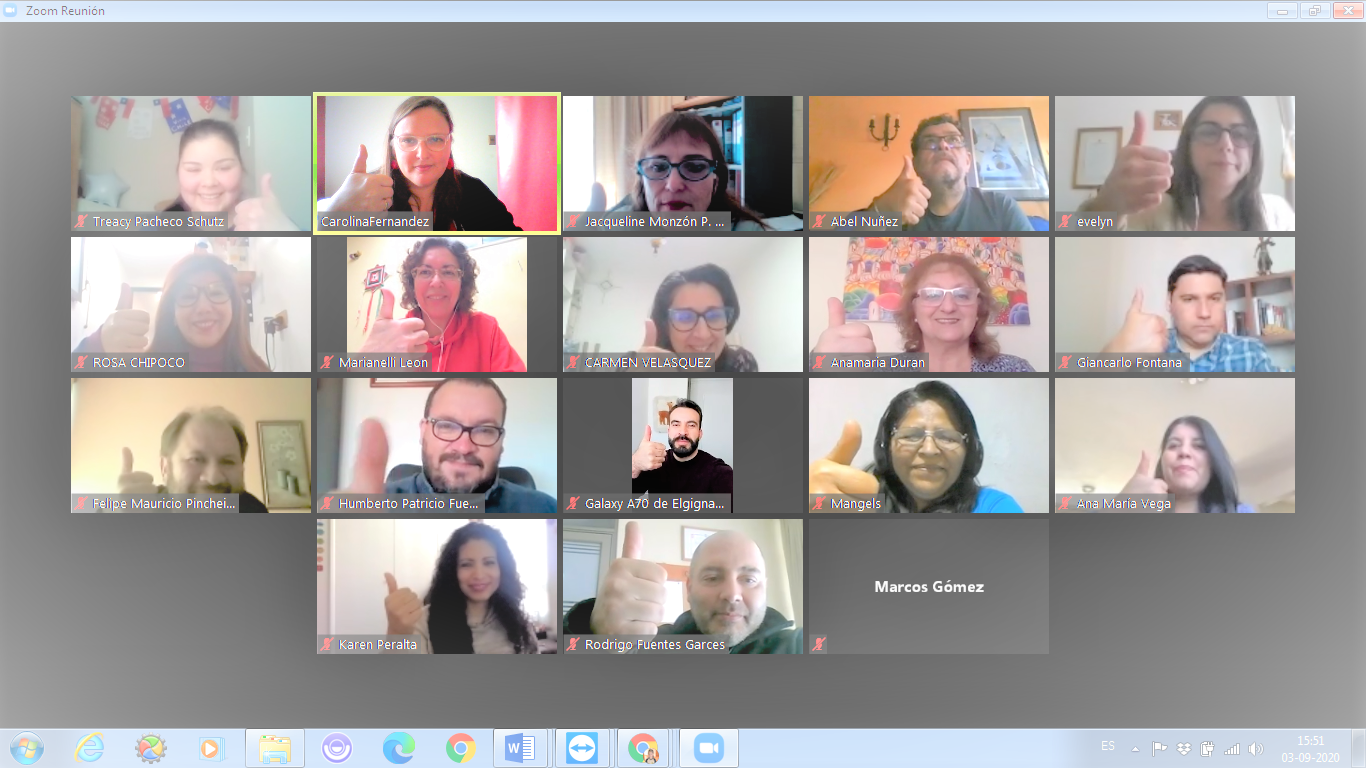 Zoom Reunión
Treacy Pacheco Schutz
CarolinaFernandez
Jacqueline Monzón P. ...
Abel Nuñez
evelyn
ROSA CHIPOCO
Marianelli Leon
CARMEN VELASQUEZ
Anamaria Duran
Giancarlo Fontana
Felipe Mauricio Pinchei...
Humberto Patricio Fue...
Galaxy A70 de Elgigna...
Mangels
Ana María Vega
Karen Peralta
Rodrigo Fuentes Garces
Marcos Gómez
ES
15:51
03-09-2020